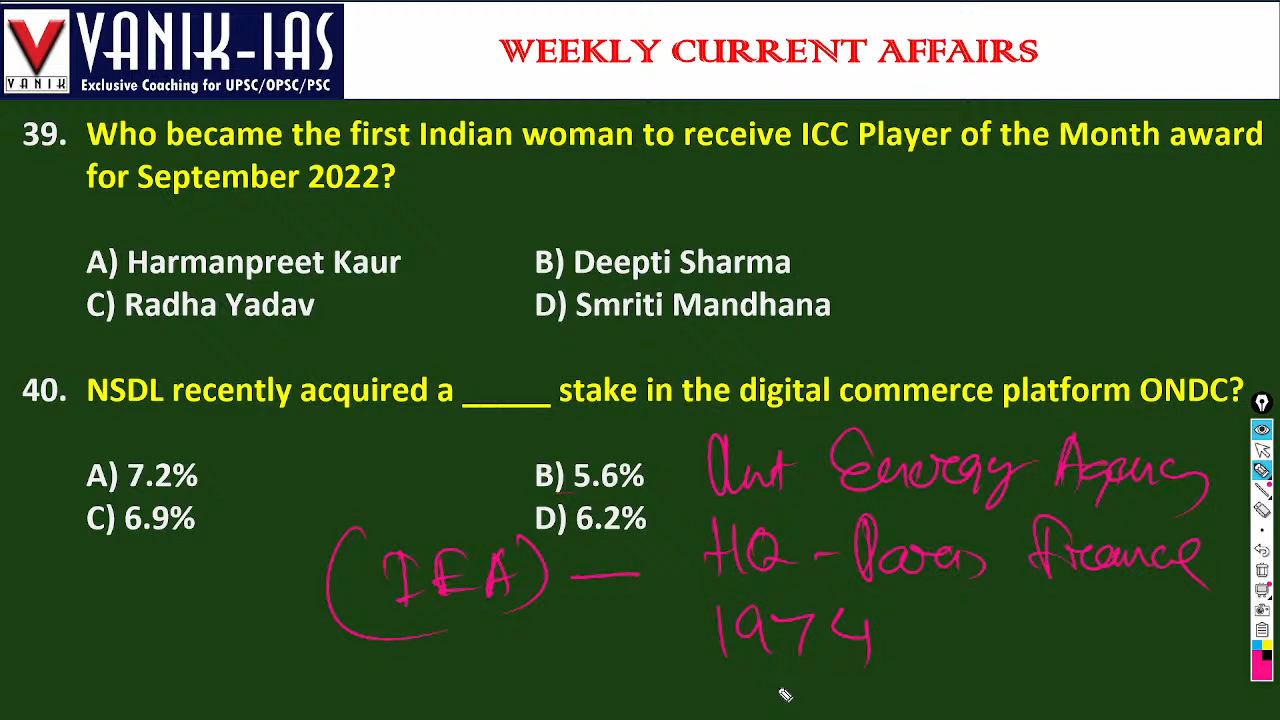 VANIK-IAS
VANIK
Exclusive Coaching for UPSC/OPSC/PSC
WEEKLY CURRENT AFFAIRS
39. Who became the first Indian woman to receive ICC Player of the Month award
for September 2022?
A) Harmanpreet Kaur B) Deepti Sharma
C) Radha Yadav D) Smriti Mandhana
40. NSDL recently acquired a _____ stake in the digital commerce platform ONDC?
A) 7.2% B) 5.6%
C) 6.9% D) 6.2%
Energy Agency
HQ - Paris France
(IEA) —
1974